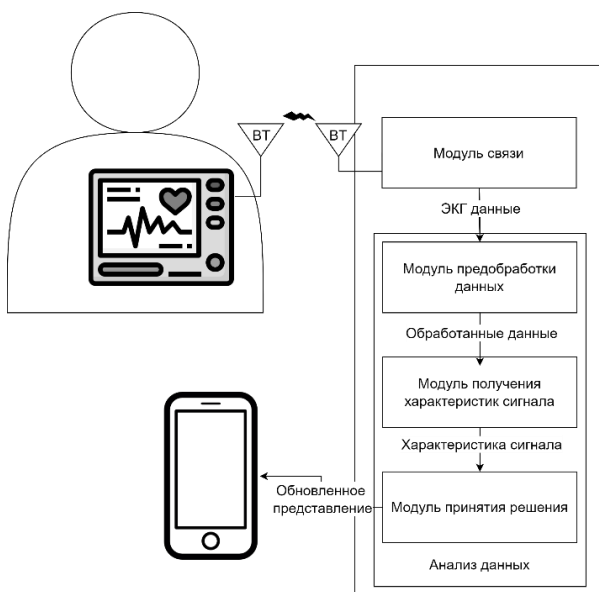 BT
BT
Модуль связи
ЭКГ данные
Модуль предобработки
данных
Обработанные данные
Модуль получения
характеристик сигнала
Характеристика сигнала
Модуль принятия решения
Обновленное
представление
Анализ данных